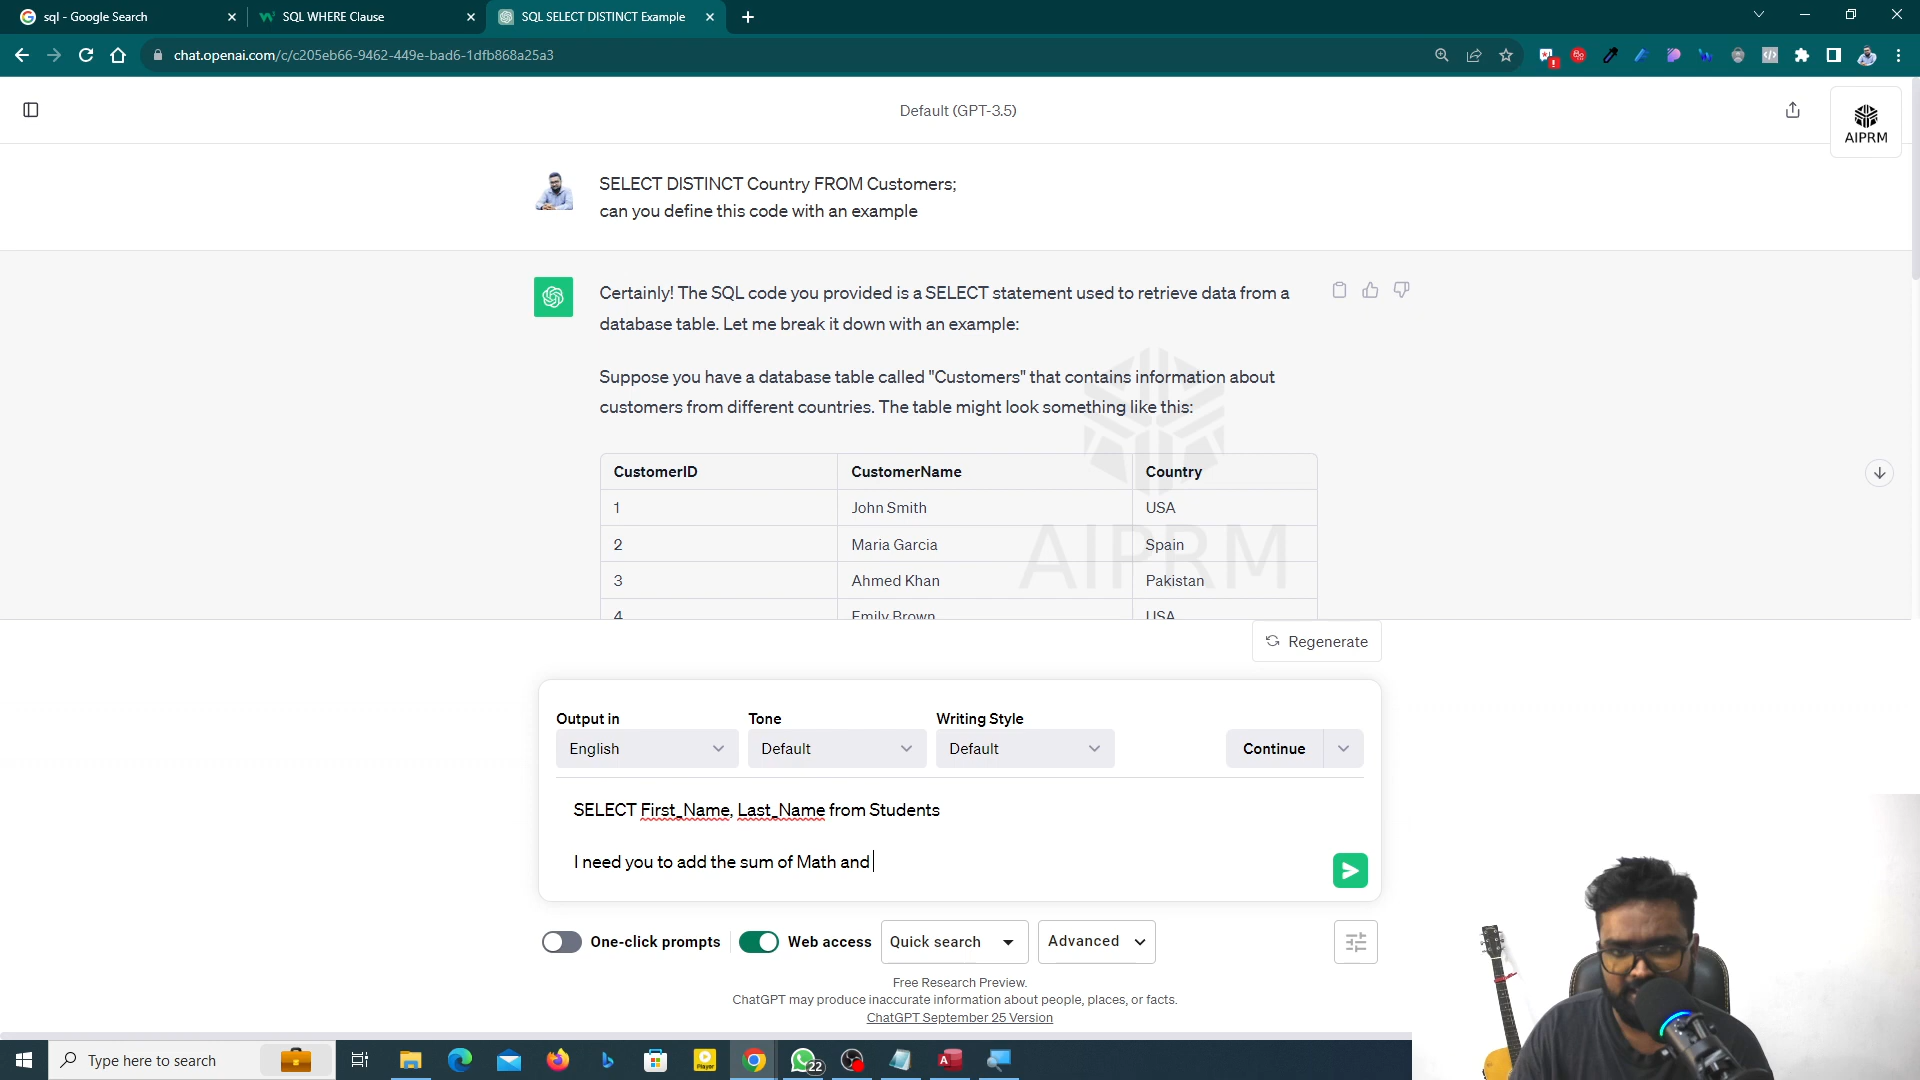 sql - Google Search
SQL WHERE Clause
SQL SELECT DISTINCT Example
chat.openai.com/c/c205eb66-9462-449e-bad6-1dfb868a25a3
Default (GPT-3.5)
AIPRM
SELECT DISTINCT Country FROM Customers;
can you define this code with an example
Certainly! The SQL code you provided is a SELECT statement used to retrieve data from a
database table. Let me break it down with an example:
Suppose you have a database table called "Customers" that contains information about
customers from different countries. The table might look something like this:
CustomerID CustomerName Country
1 John Smith USA
2 Maria Garcia Spain
3 Ahmed Khan Pakistan
4 Emily Brown USA
AIPRM
Regenerate
Output in Tone Writing Style
English Default Default Continue
SELECT First_Name, Last_Name from Students
I need you to add the sum of Math and
One-click prompts Web access Quick search Advanced
Free Research Preview.
ChatGPT may produce inaccurate information about people, places, or facts.
ChatGPT September 25 Version
Type here to search
Player
22